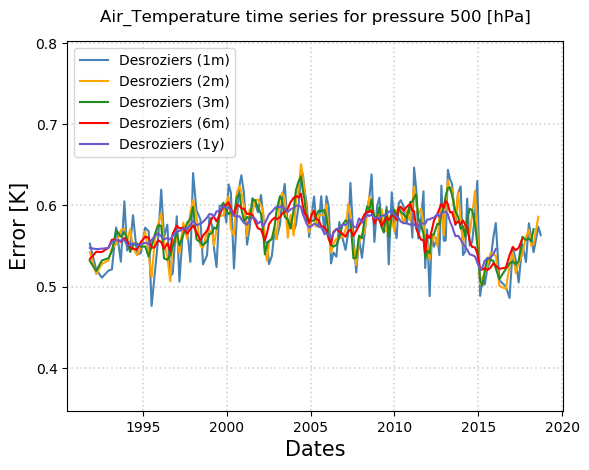 Air_Temperature time series for pressure 500 [hPa]
Desroziers (1m)
Desroziers (2m)
Desroziers (3m)
Desroziers (6m)
Desroziers (1y)
0.8
0.7
0.6
0.5
0.4
Error [K]
1995
2000
2005
2010
2015
2020
Dates